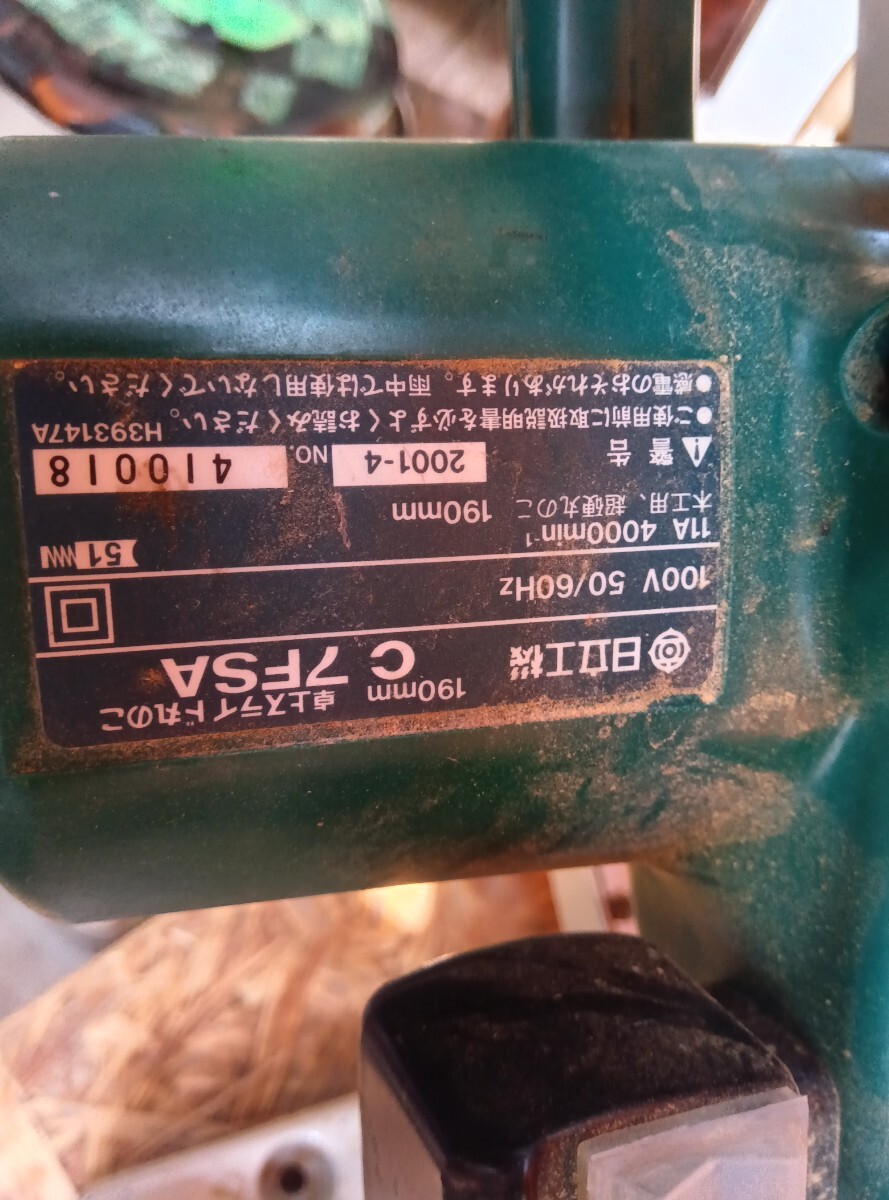 190mm 卓上スライド丸のこ
日立工機 C 7FSA
100V 50/60Hz
11A 4000min⁻¹ 51
木工用、超硬丸のこ 190mm
2001-4 NO. 410018
警告 H393147A
●ご使用前に取扱説明書を必ずよくお読みください。
●感電のおそれがあります。雨中では使用しないでください。